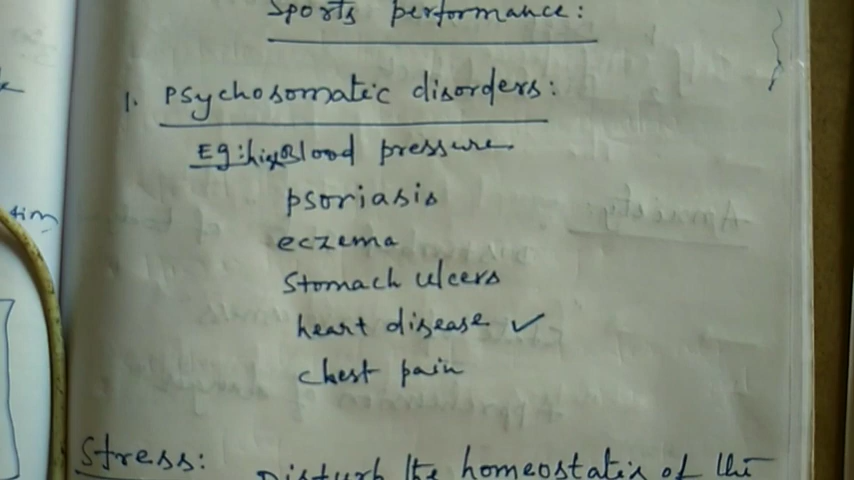 Sports performance:
1. Psychosomatic disorders:
Eg: high Blood pressure
psoriasis
eczema
Stomach ulcers
heart disease ✓
chest pain
Stress: Disturb the homeostatis of the